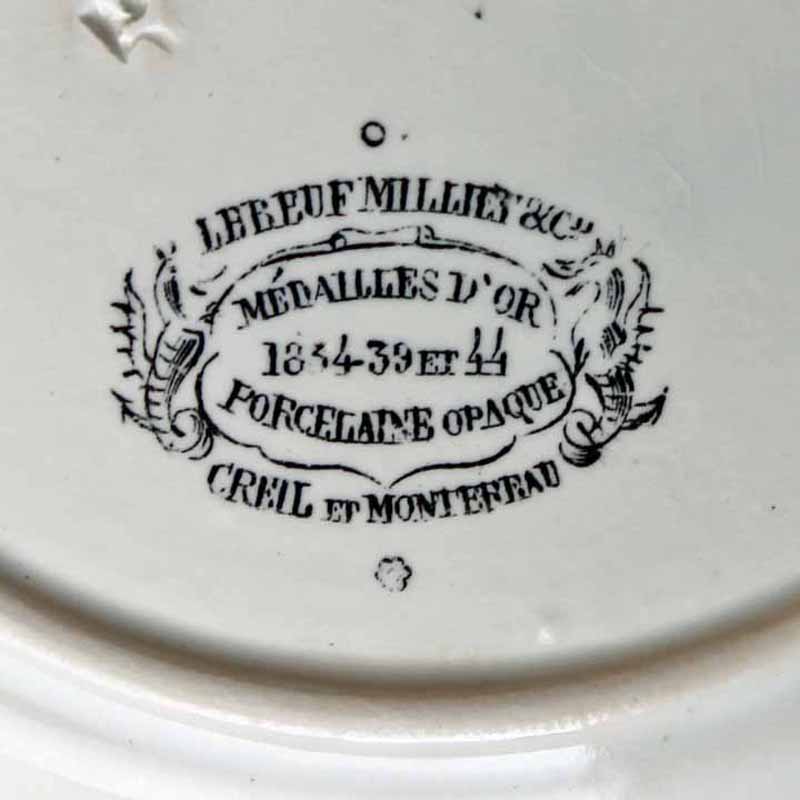 LEBEUF MILLIET & Cie
MÉDAILLES D'OR
1834-39 ET 44
PORCELAINE OPAQUE
CREIL ET MONTEREAU